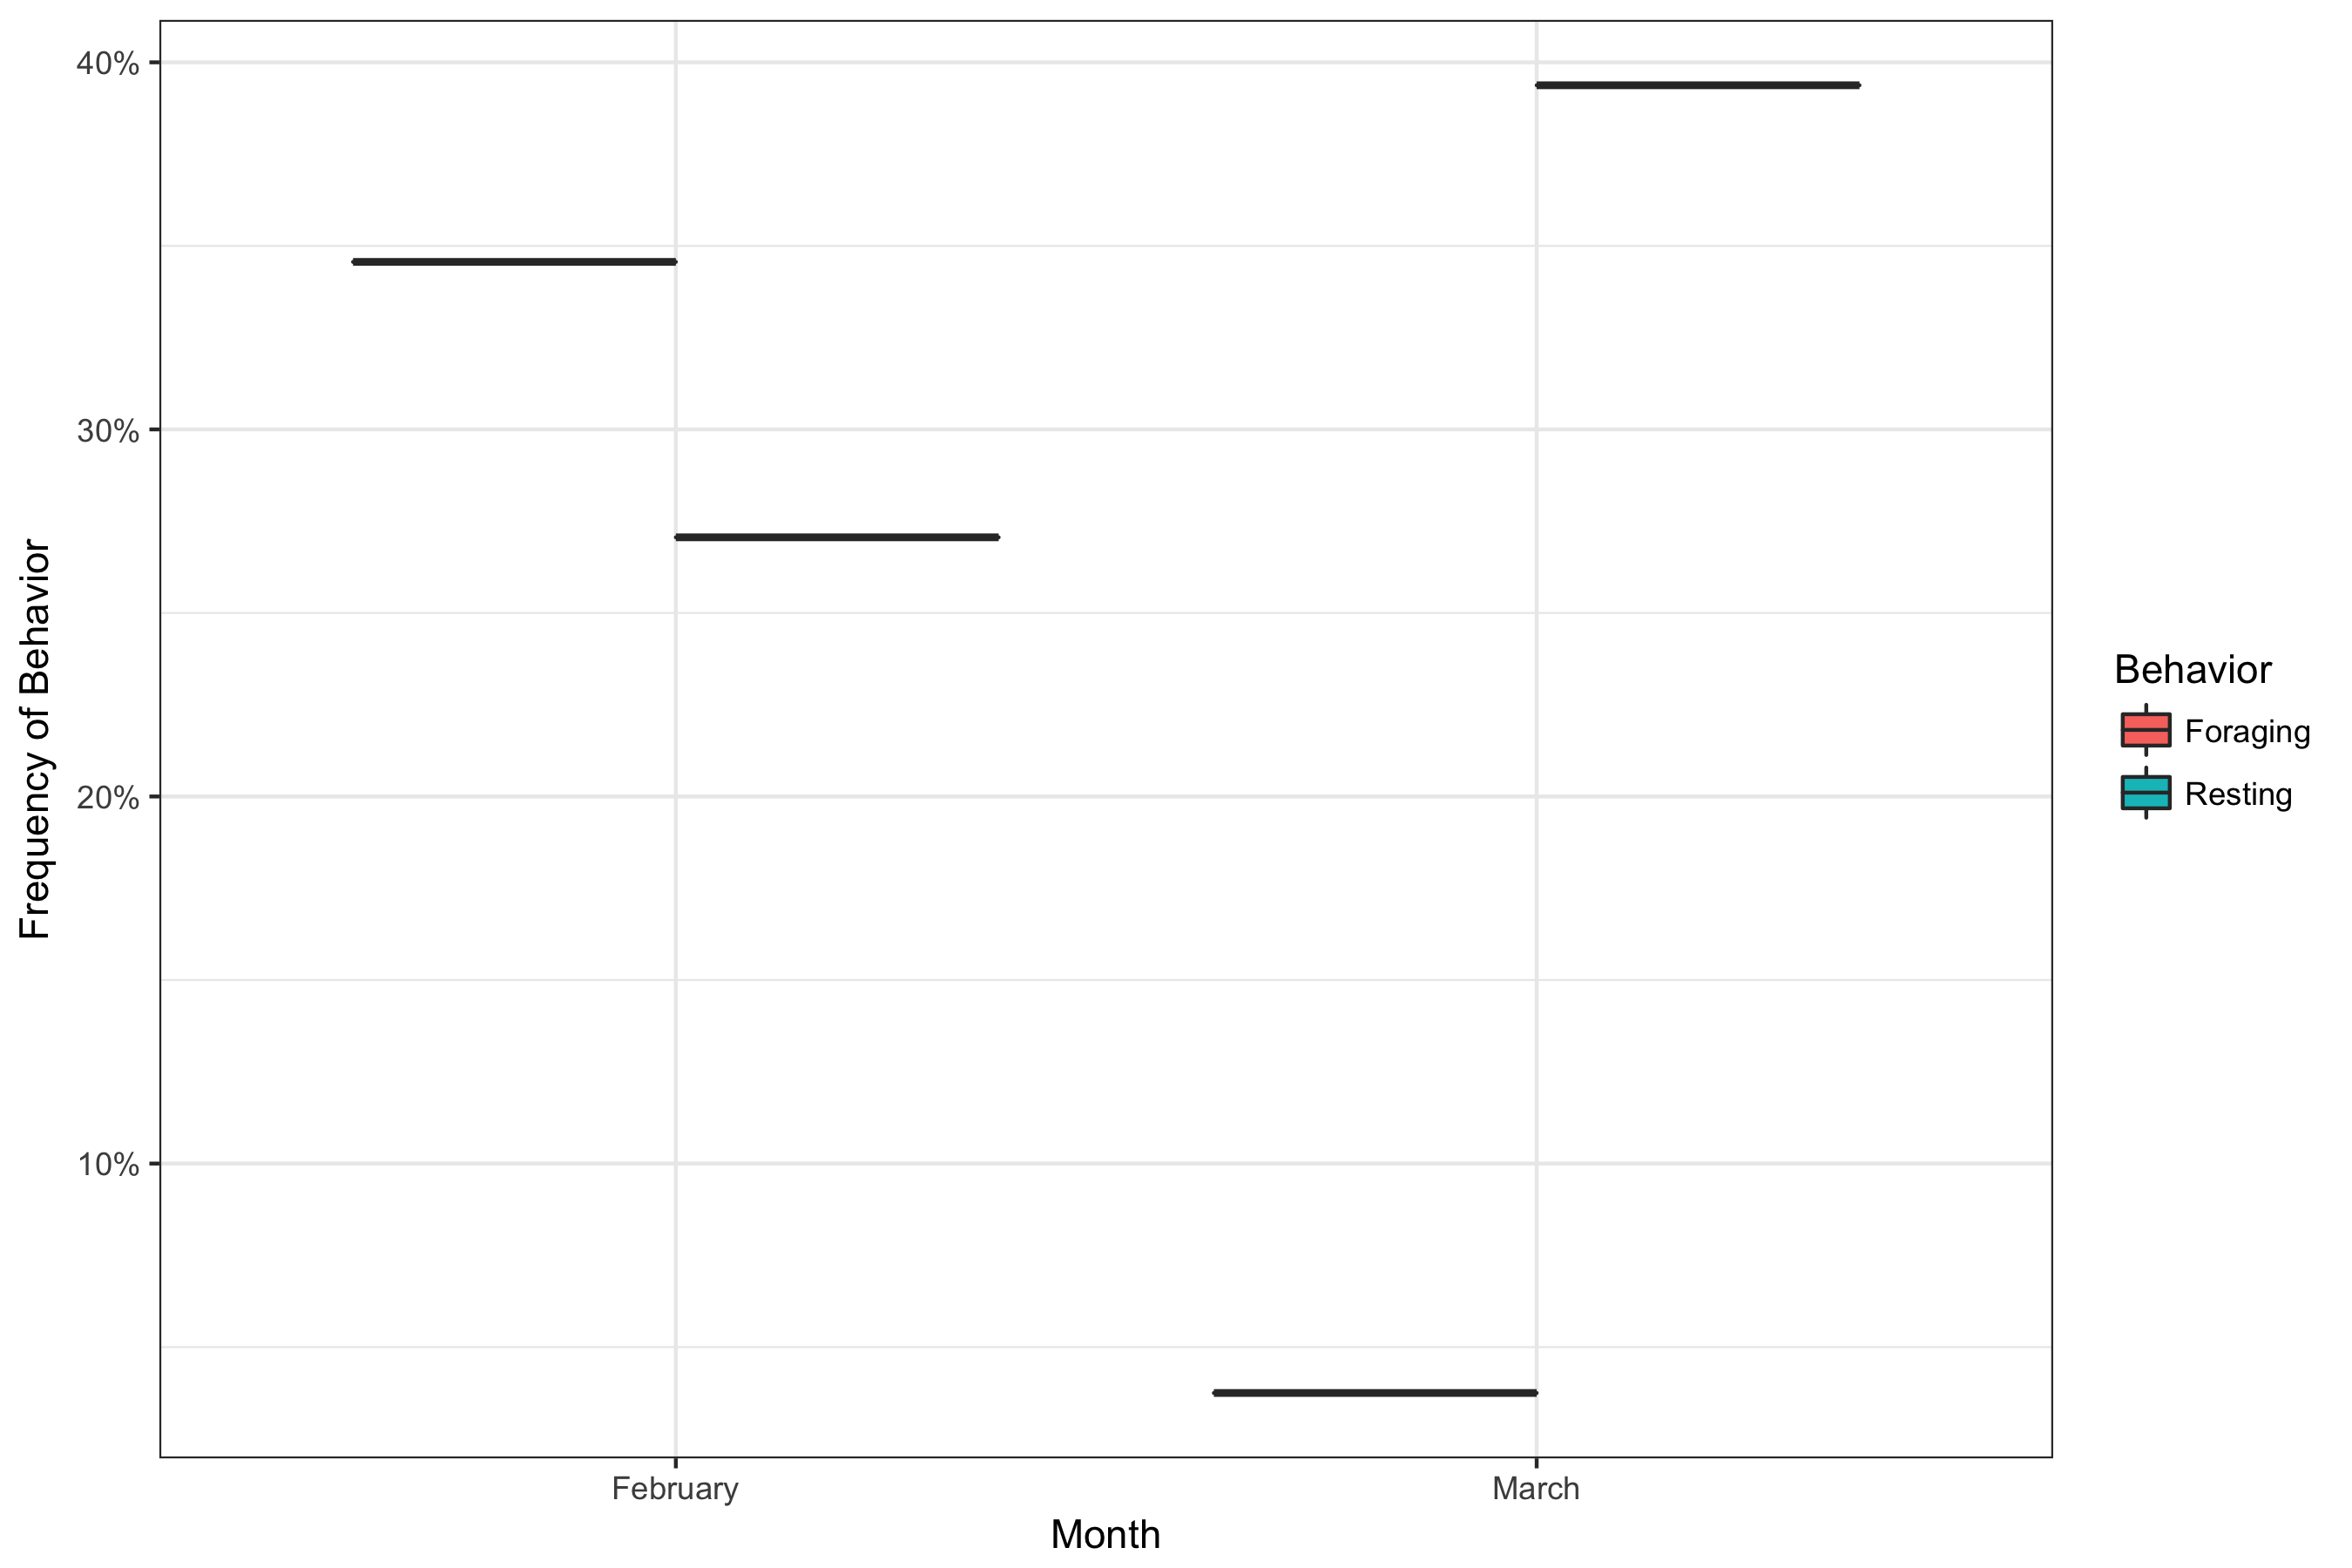 40%
30%
20%
10%
Frequency of Behavior
February
March
Month
Behavior
Foraging
Resting